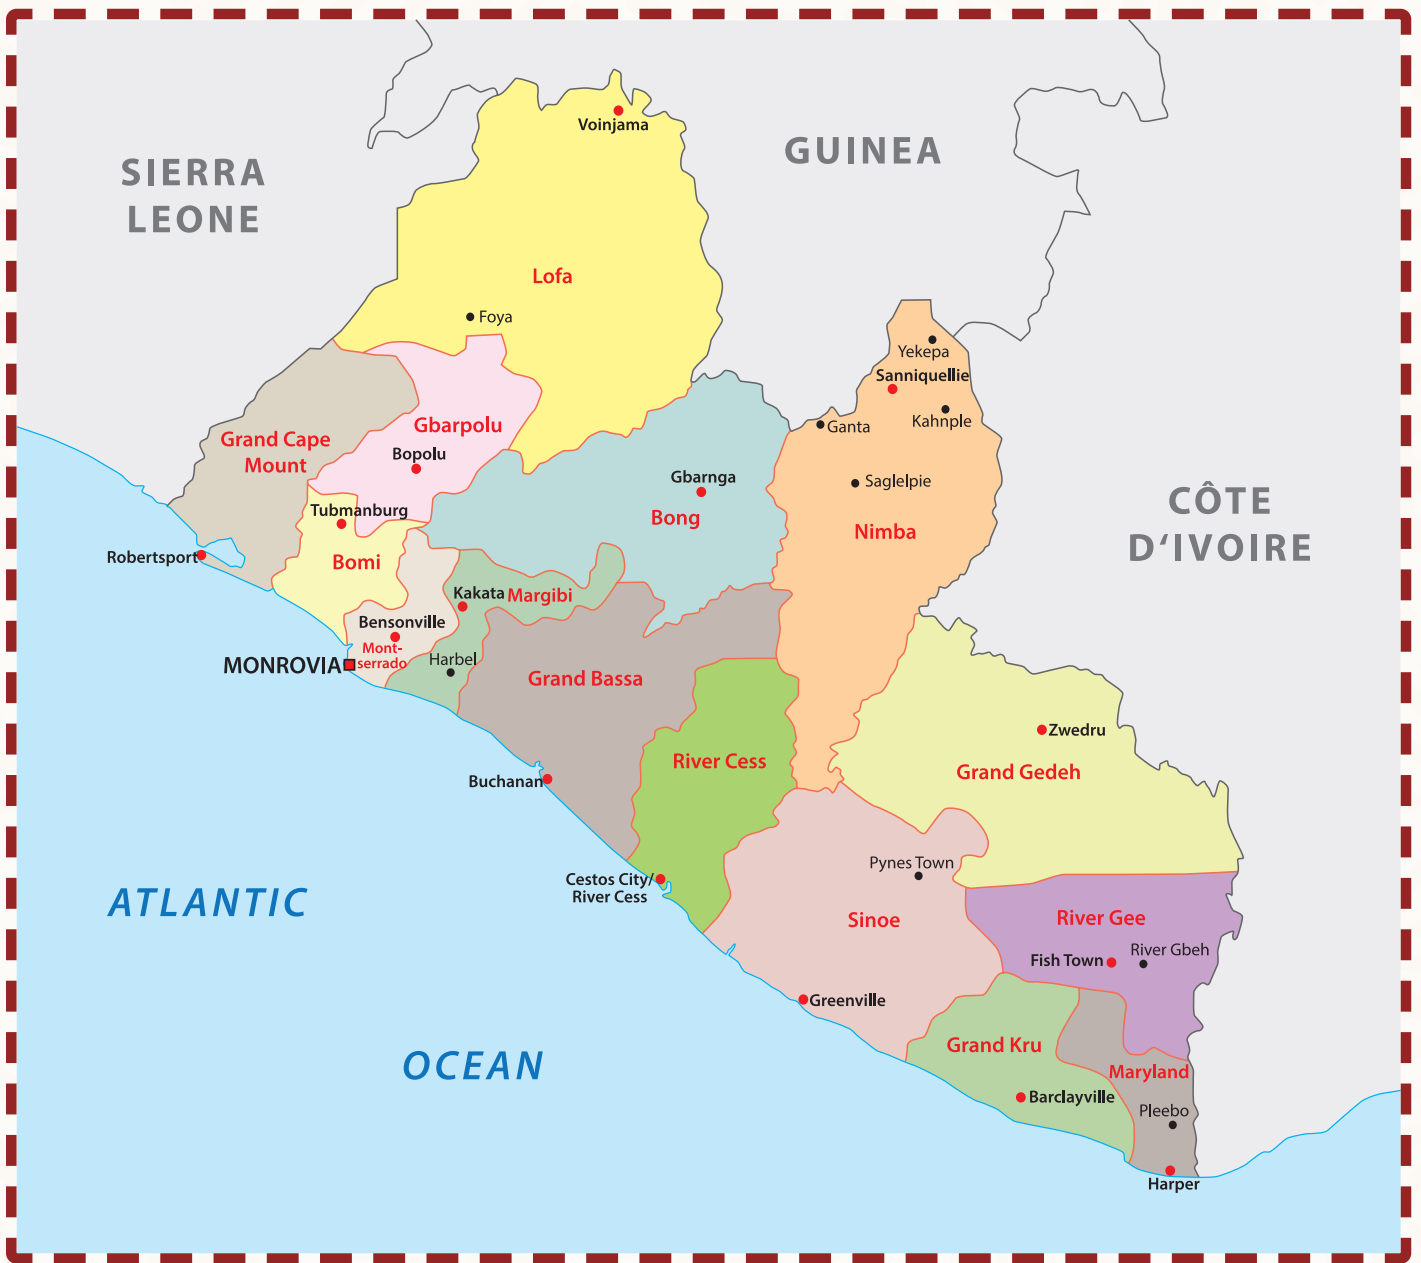 Voinjama
GUINEA
SIERRA
LEONE
Lofa
Foya
Yekepa
Sanniquellie
Kahnple
Ganta
Gbarpolu
Grand Cape
Mount
Bopolu
Gbarnga
Saglelpie
Bong
Nimba
CÔTE
D‘IVOIRE
Tubmanburg
Robertsport
Bomi
Kakata
Margibi
Bensonville
Mont-
serrado
MONROVIA
Harbel
Grand Bassa
Zwedru
River Cess
Grand Gedeh
Buchanan
Pynes Town
Cestos City/
River Cess
ATLANTIC
Sinoe
River Gee
River Gbeh
Fish Town
Greenville
Grand Kru
OCEAN
Maryland
Barclayville
Pleebo
Harper